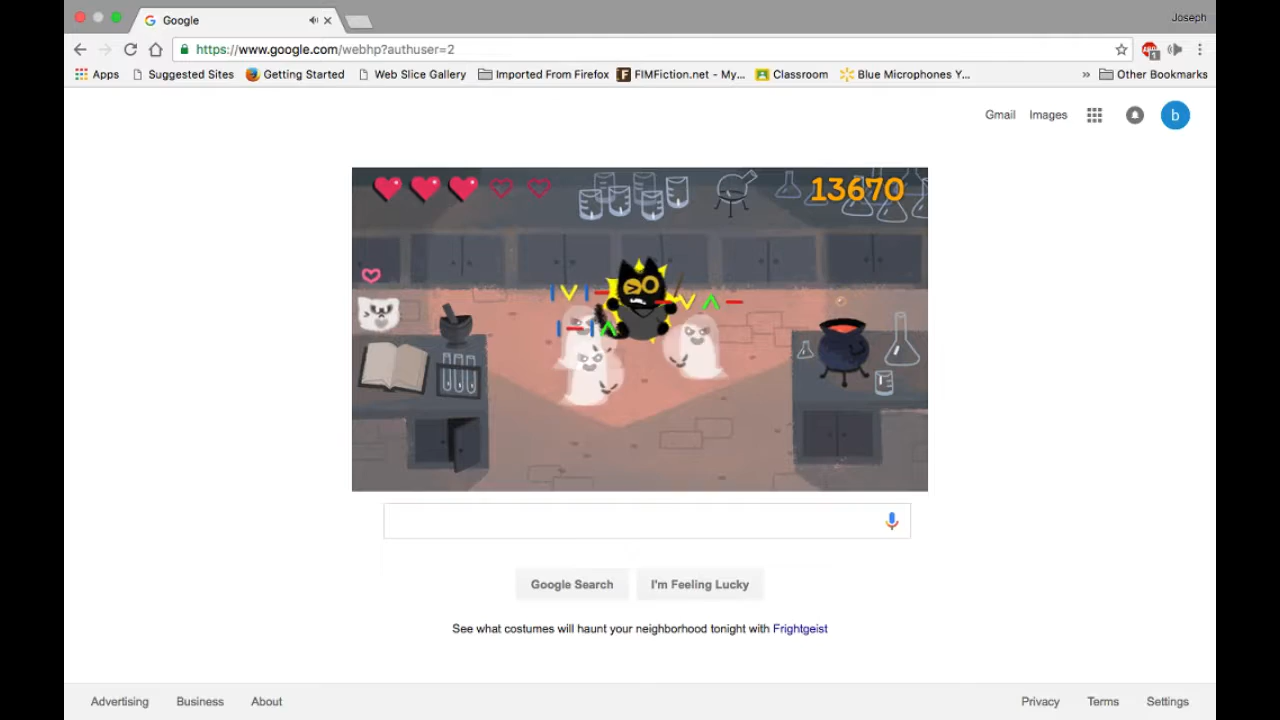 Google
Joseph
https://www.google.com/webhp?authuser=2
1
Apps Suggested Sites Getting Started Web Slice Gallery Imported From Firefox FIMFiction.net - My... Classroom Blue Microphones Y... » Other Bookmarks
Gmail Images b
13670
Google Search I'm Feeling Lucky
See what costumes will haunt your neighborhood tonight with Frightgeist
Advertising Business About Privacy Terms Settings